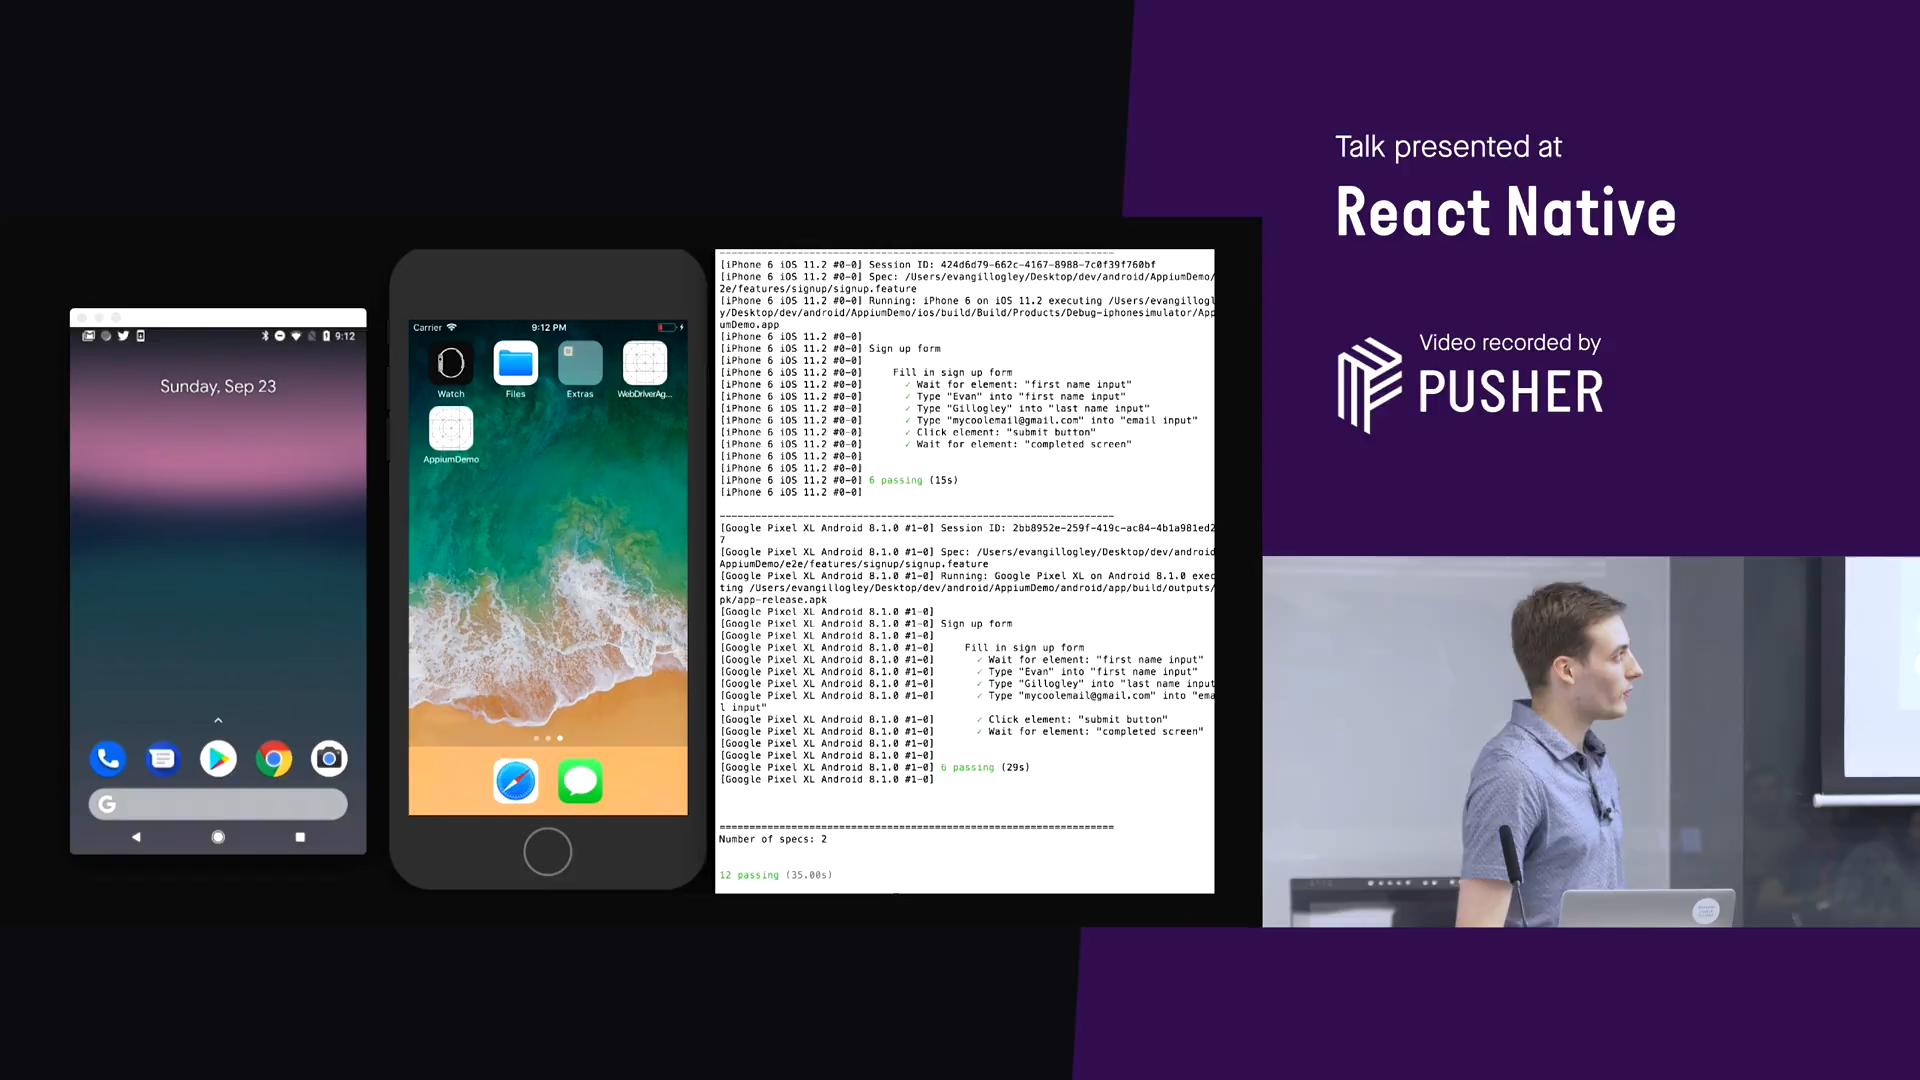 Talk presented at
React Native
Video recorded by
PUSHER
9:12
Sunday, Sep 23
G
Carrier
9:12 PM
Watch
Files
Extras
WebDriverAg...
AppiumDemo
[iPhone 6 iOS 11.2 #0-0] Session ID: 424d6d79-662c-4167-8988-7c0f39f760bf
[iPhone 6 iOS 11.2 #0-0] Spec: /Users/evangillogley/Desktop/dev/android/AppiumDemo/
2e/features/signup/signup.feature
[iPhone 6 iOS 11.2 #0-0] Running: iPhone 6 on iOS 11.2 executing /Users/evangillogl
y/Desktop/dev/android/AppiumDemo/ios/build/Build/Products/Debug-iphonesimulator/App
umDemo.app
[iPhone 6 iOS 11.2 #0-0]
[iPhone 6 iOS 11.2 #0-0] Sign up form
[iPhone 6 iOS 11.2 #0-0]
[iPhone 6 iOS 11.2 #0-0] Fill in sign up form
[iPhone 6 iOS 11.2 #0-0] ✓ Wait for element: "first name input"
[iPhone 6 iOS 11.2 #0-0] ✓ Type "Evan" into "first name input"
[iPhone 6 iOS 11.2 #0-0] ✓ Type "Gillogley" into "last name input"
[iPhone 6 iOS 11.2 #0-0] ✓ Type "mycoolemail@gmail.com" into "email input"
[iPhone 6 iOS 11.2 #0-0] ✓ Click element: "submit button"
[iPhone 6 iOS 11.2 #0-0] ✓ Wait for element: "completed screen"
[iPhone 6 iOS 11.2 #0-0]
[iPhone 6 iOS 11.2 #0-0]
[iPhone 6 iOS 11.2 #0-0] 6 passing (15s)
[iPhone 6 iOS 11.2 #0-0]
[Google Pixel XL Android 8.1.0 #1-0] Session ID: 2bb8952e-259f-419c-ac84-4b1a981ed2
7
[Google Pixel XL Android 8.1.0 #1-0] Spec: /Users/evangillogley/Desktop/dev/android
AppiumDemo/e2e/features/signup/signup.feature
[Google Pixel XL Android 8.1.0 #1-0] Running: Google Pixel XL on Android 8.1.0 exec
ting /Users/evangillogley/Desktop/dev/android/AppiumDemo/android/app/build/outputs/
pk/app-release.apk
[Google Pixel XL Android 8.1.0 #1-0]
[Google Pixel XL Android 8.1.0 #1-0] Sign up form
[Google Pixel XL Android 8.1.0 #1-0]
[Google Pixel XL Android 8.1.0 #1-0] Fill in sign up form
[Google Pixel XL Android 8.1.0 #1-0] ✓ Wait for element: "first name input"
[Google Pixel XL Android 8.1.0 #1-0] ✓ Type "Evan" into "first name input"
[Google Pixel XL Android 8.1.0 #1-0] ✓ Type "Gillogley" into "last name input
[Google Pixel XL Android 8.1.0 #1-0] ✓ Type "mycoolemail@gmail.com" into "ema
l input"
[Google Pixel XL Android 8.1.0 #1-0] ✓ Click element: "submit button"
[Google Pixel XL Android 8.1.0 #1-0] ✓ Wait for element: "completed screen"
[Google Pixel XL Android 8.1.0 #1-0]
[Google Pixel XL Android 8.1.0 #1-0]
[Google Pixel XL Android 8.1.0 #1-0] 6 passing (29s)
[Google Pixel XL Android 8.1.0 #1-0]
Number of specs: 2
12 passing (35.00s)